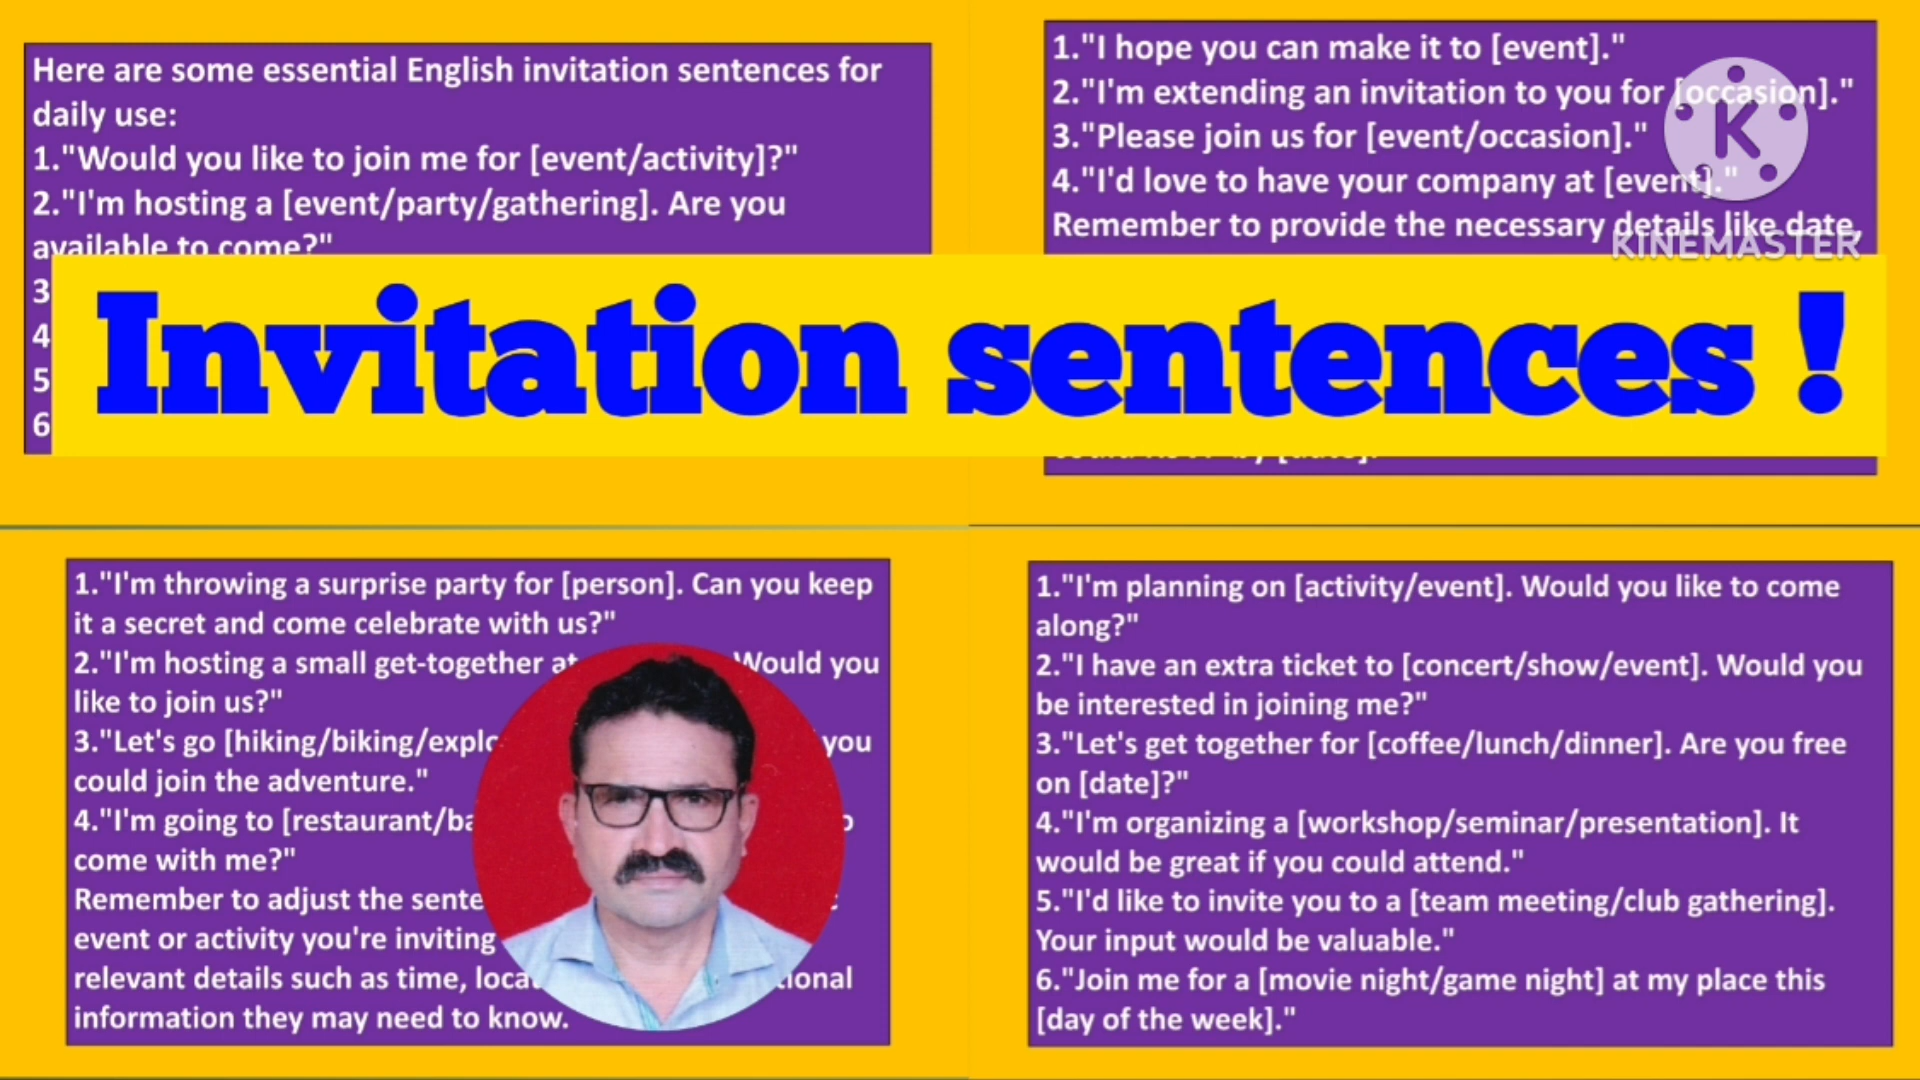 Here are some essential English invitation sentences for
daily use:
1."Would you like to join me for [event/activity]?"
2."I'm hosting a [event/party/gathering]. Are you
available to come?"
3
4
5
6
1."I hope you can make it to [event]."
2."I'm extending an invitation to you for [occasion]."
3."Please join us for [event/occasion]."
4."I'd love to have your company at [event]."
Remember to provide the necessary details like date,
K
KINEMASTER
Invitation sentences !
1."I'm throwing a surprise party for [person]. Can you keep
it a secret and come celebrate with us?"
2."I'm hosting a small get-together at Would you
like to join us?"
3."Let's go [hiking/biking/ you
could join the adventure."
4."I'm going to [restaurant/
come with me?"
Remember to adjust the
event or activity you're inviting
relevant details such as time,
information they may need to know.
1."I'm planning on [activity/event]. Would you like to come
along?"
2."I have an extra ticket to [concert/show/event]. Would you
be interested in joining me?"
3."Let's get together for [coffee/lunch/dinner]. Are you free
on [date]?"
4."I'm organizing a [workshop/seminar/presentation]. It
would be great if you could attend."
5."I'd like to invite you to a [team meeting/club gathering].
Your input would be valuable."
6."Join me for a [movie night/game night] at my place this
[day of the week]."